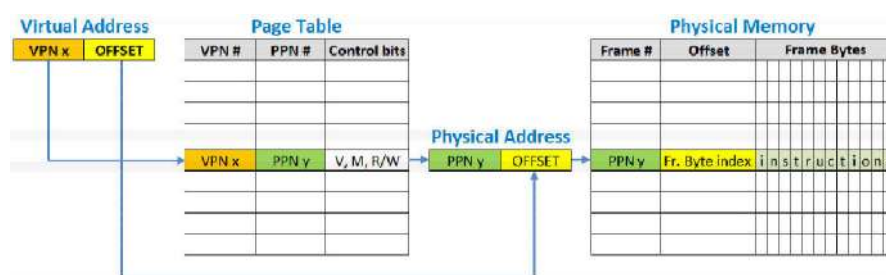 Virtual Address
VPN x OFFSET
Page Table
VPN # PPN # Control bits
VPN x PPN y V, M, R/W
Physical Address
PPN y OFFSET
Physical Memory
Frame # Offset Frame Bytes
PPN y Fr. Byte index i n s t r u c t i o n